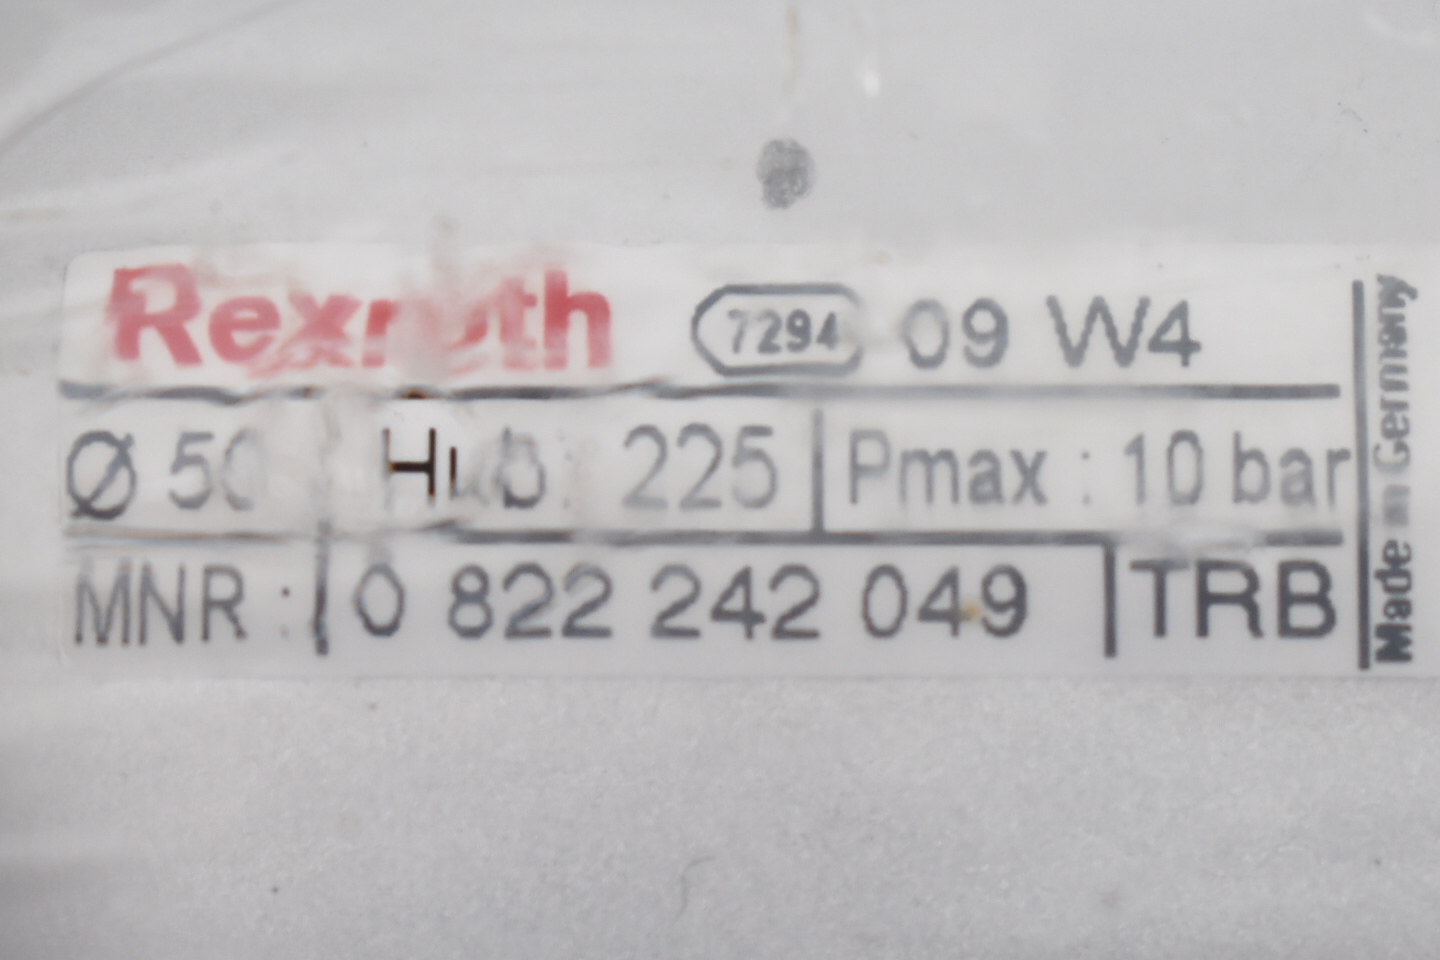 Rexroth 7294 09 W4
Ø 50 Hub : 225 Pmax : 10 bar
MNR : 0 822 242 049 TRB
Made in Germany